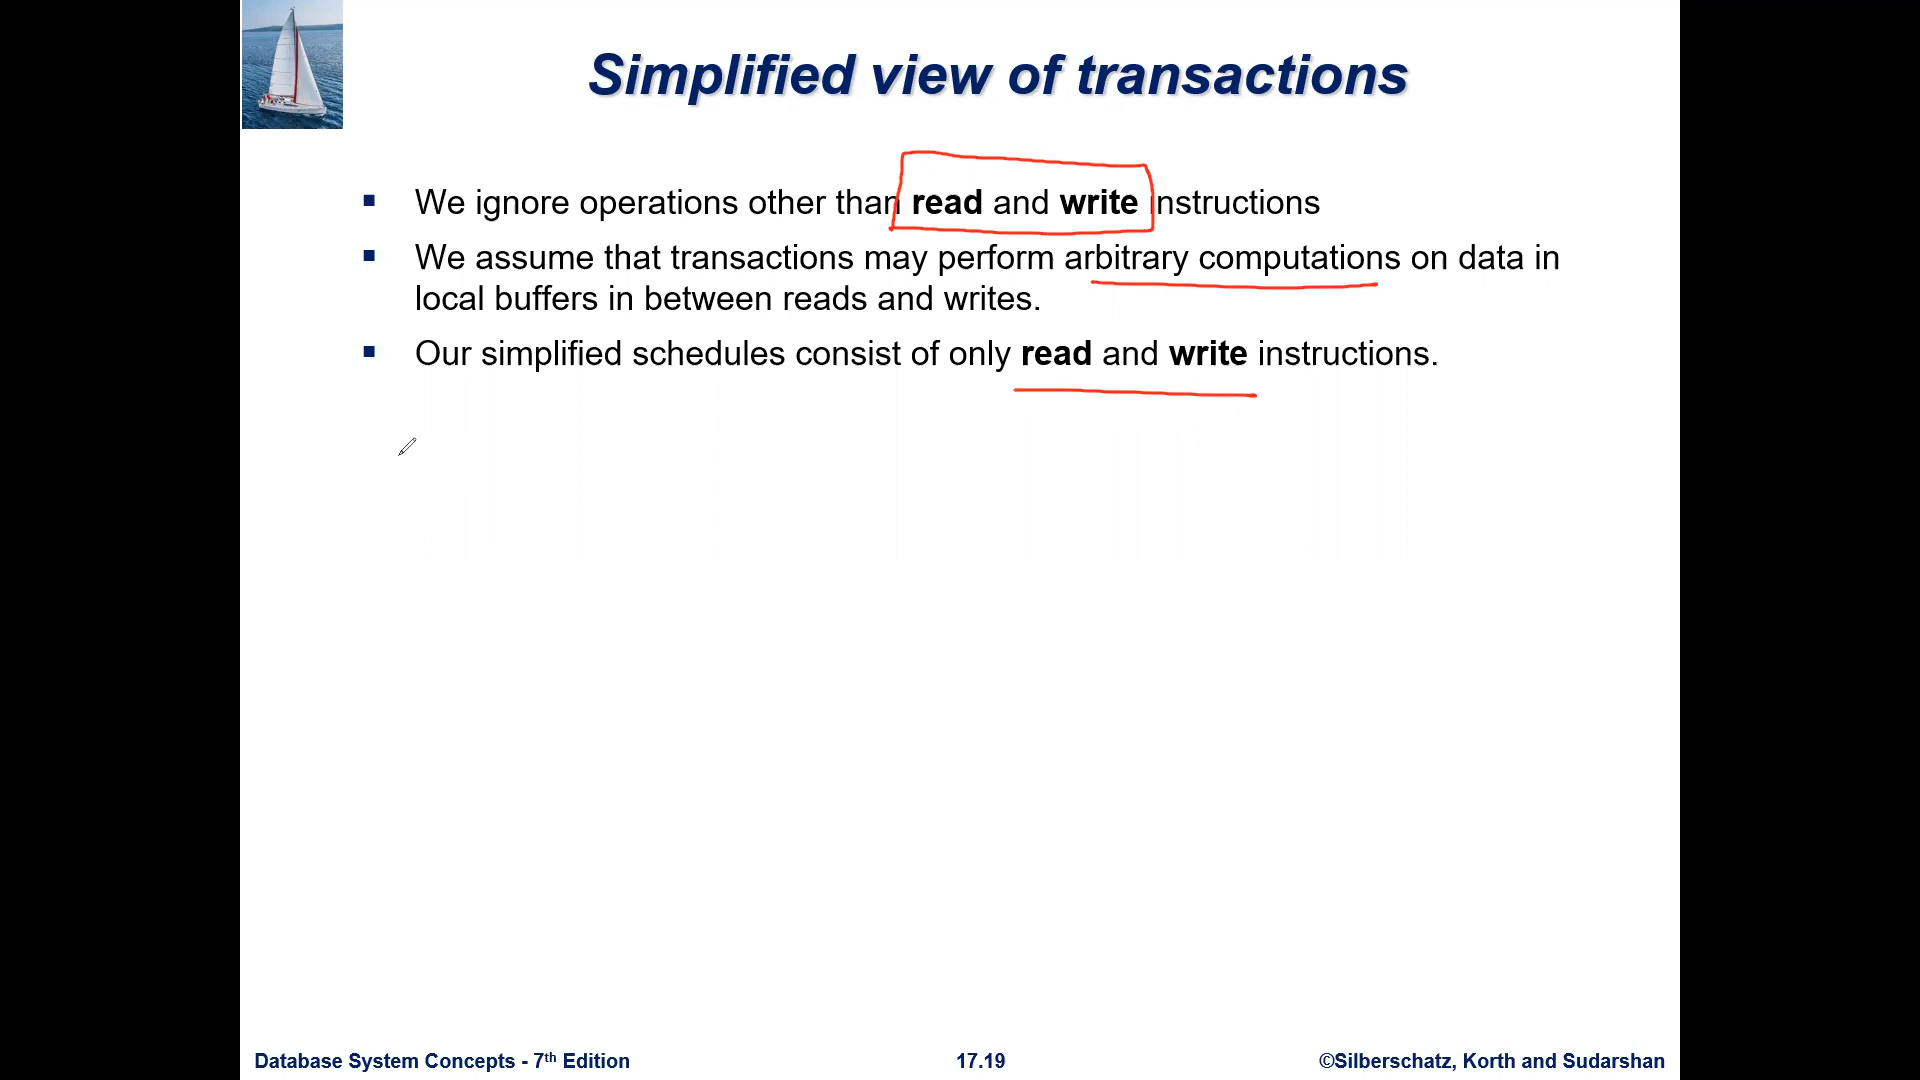 Simplified view of transactions
▪ We ignore operations other than read and write instructions
▪ We assume that transactions may perform arbitrary computations on data in
local buffers in between reads and writes.
▪ Our simplified schedules consist of only read and write instructions.
Database System Concepts - 7th Edition
17.19
©Silberschatz, Korth and Sudarshan